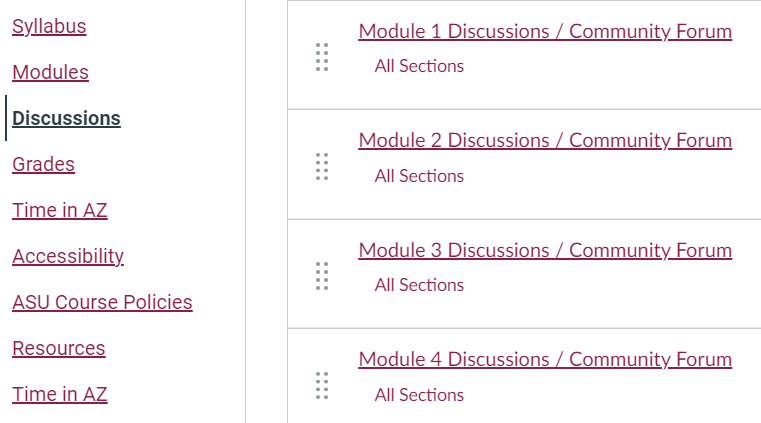 Syllabus
Modules
Discussions
Grades
Time in AZ
Accessibility
ASU Course Policies
Resources
Time in AZ
Module 1 Discussions / Community Forum
All Sections
Module 2 Discussions / Community Forum
All Sections
Module 3 Discussions / Community Forum
All Sections
Module 4 Discussions / Community Forum
All Sections